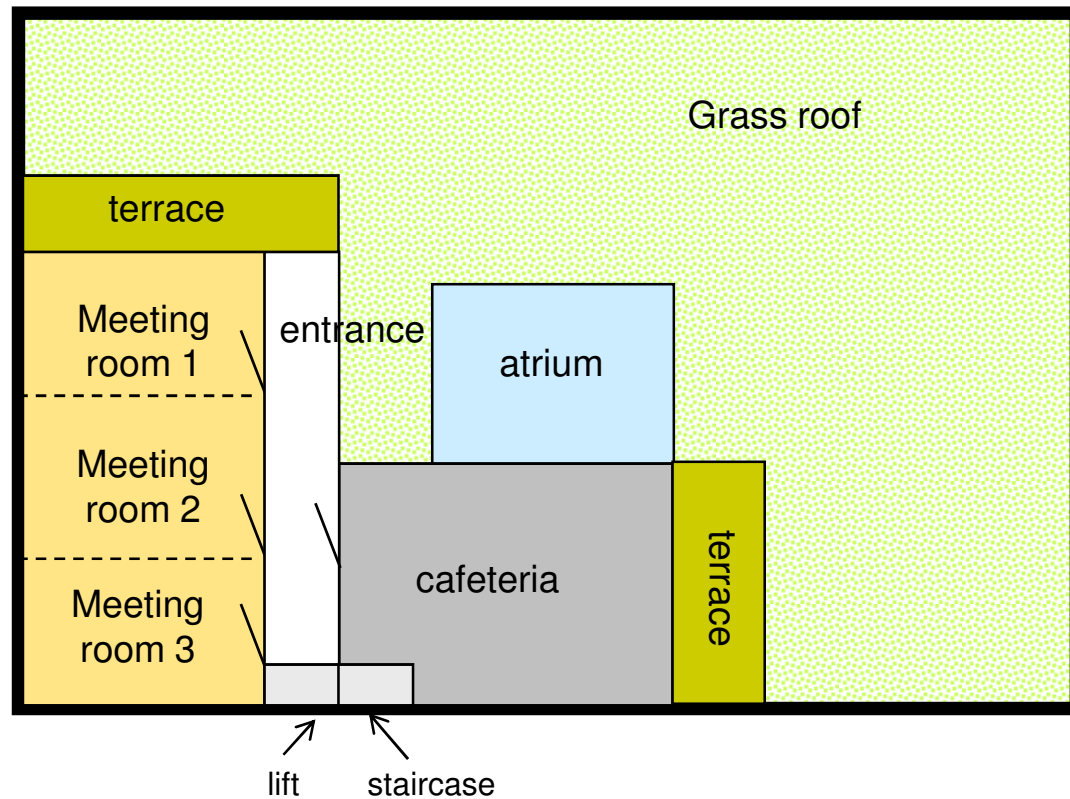 Grass roof
terrace
Meeting
room 1
entrance
atrium
Meeting
room 2
cafeteria
terrace
Meeting
room 3
lift
staircase